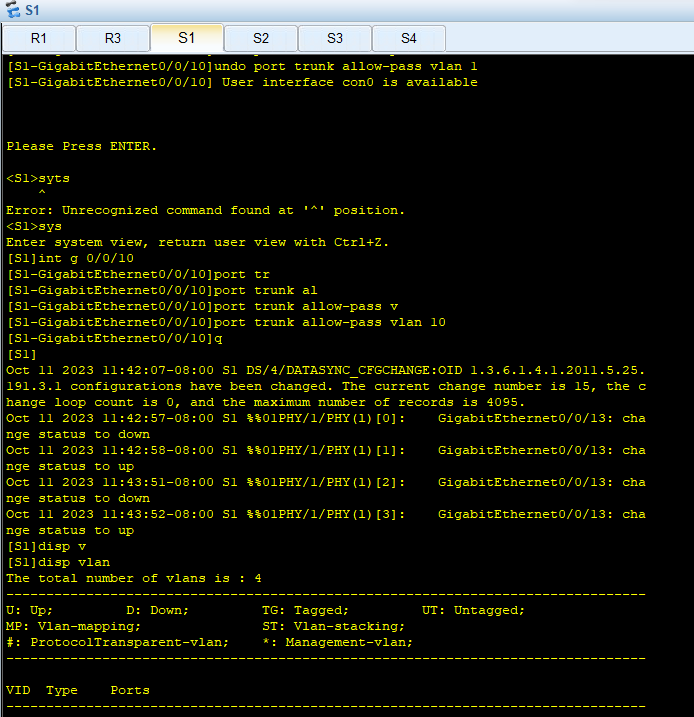 S1
R1 R3 S1 S2 S3 S4
[S1-GigabitEthernet0/0/10]undo port trunk allow-pass vlan 1
[S1-GigabitEthernet0/0/10] User interface con0 is available
Please Press ENTER.
<S1>syts
^
Error: Unrecognized command found at '^' position.
<S1>sys
Enter system view, return user view with Ctrl+Z.
[S1]int g 0/0/10
[S1-GigabitEthernet0/0/10]port tr
[S1-GigabitEthernet0/0/10]port trunk al
[S1-GigabitEthernet0/0/10]port trunk allow-pass v
[S1-GigabitEthernet0/0/10]port trunk allow-pass vlan 10
[S1-GigabitEthernet0/0/10]q
[S1]
Oct 11 2023 11:42:07-08:00 S1 DS/4/DATASYNC_CFGCHANGE:OID 1.3.6.1.4.1.2011.5.25.
191.3.1 configurations have been changed. The current change number is 15, the c
hange loop count is 0, and the maximum number of records is 4095.
Oct 11 2023 11:42:57-08:00 S1 %%01PHY/1/PHY(l)[0]:    GigabitEthernet0/0/13: cha
nge status to down
Oct 11 2023 11:42:58-08:00 S1 %%01PHY/1/PHY(l)[1]:    GigabitEthernet0/0/13: cha
nge status to up
Oct 11 2023 11:43:51-08:00 S1 %%01PHY/1/PHY(l)[2]:    GigabitEthernet0/0/13: cha
nge status to down
Oct 11 2023 11:43:52-08:00 S1 %%01PHY/1/PHY(l)[3]:    GigabitEthernet0/0/13: cha
nge status to up
[S1]disp v
[S1]disp vlan
The total number of vlans is : 4
--------------------------------------------------------------------------------
U: Up;         D: Down;         TG: Tagged;         UT: Untagged;
MP: Vlan-mapping;               ST: Vlan-stacking;
#: ProtocolTransparent-vlan;    *: Management-vlan;
--------------------------------------------------------------------------------
VID  Type    Ports
--------------------------------------------------------------------------------